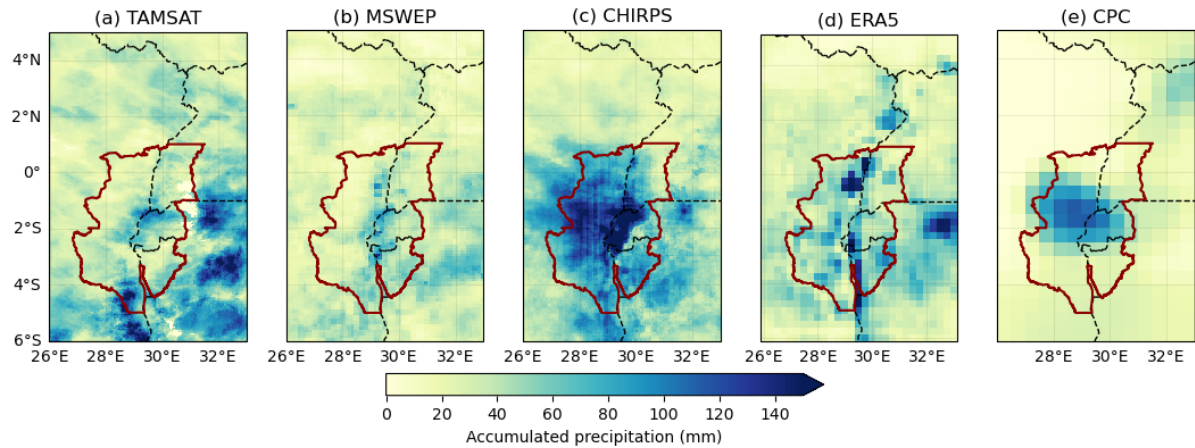 (a) TAMSAT (b) MSWEP (c) CHIRPS (d) ERA5 (e) CPC
4°N
2°N
0°
2°S
4°S
6°S
26°E 28°E 30°E 32°E 26°E 28°E 30°E 32°E 26°E 28°E 30°E 32°E 26°E 28°E 30°E 32°E 28°E 30°E 32°E
0 20 40 60 80 100 120 140
Accumulated precipitation (mm)